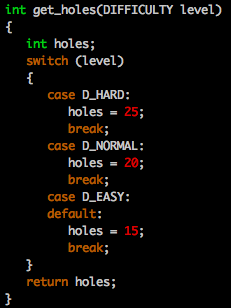 int get_holes(DIFFICULTY level)
{
   int holes;
   switch (level)
   {
      case D_HARD:
         holes = 25;
         break;
      case D_NORMAL:
         holes = 20;
         break;
      case D_EASY:
      default:
         holes = 15;
         break;
   }
   return holes;
}